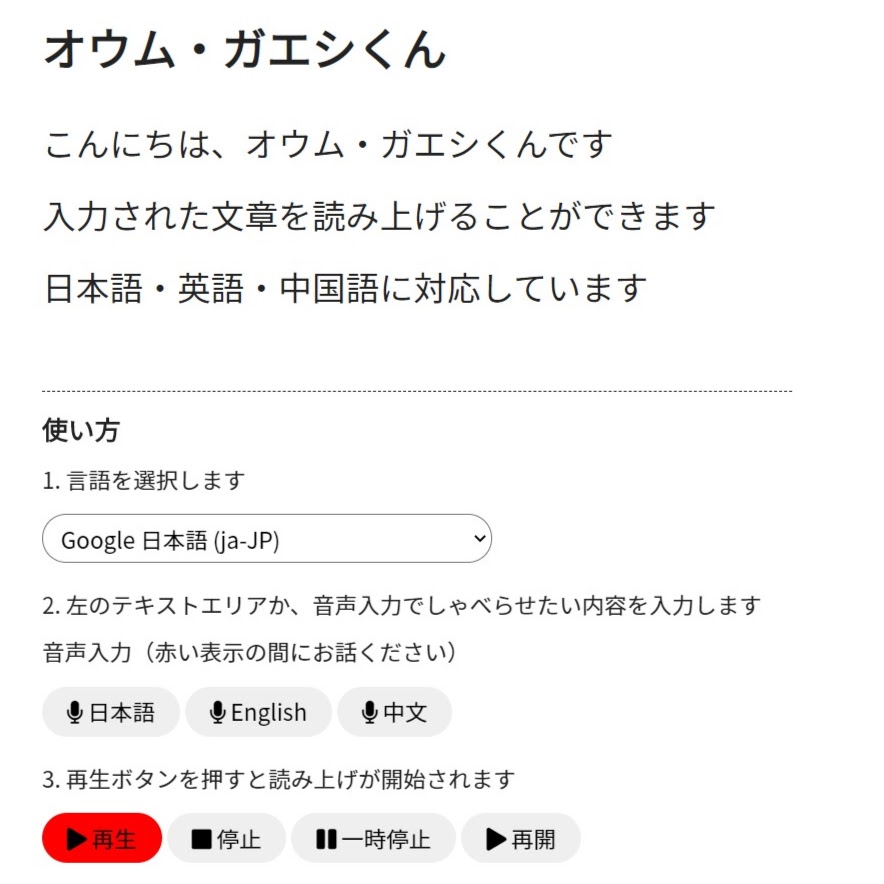 オウム・ガエシくん
こんにちは、オウム・ガエシくんです
入力された文章を読み上げることができます
日本語・英語・中国語に対応しています
使い方
1. 言語を選択します
Google 日本語 (ja-JP)
2. 左のテキストエリアか、音声入力でしゃべらせたい内容を入力します
音声入力（赤い表示の間にお話ください）
日本語 English 中文
3. 再生ボタンを押すと読み上げが開始されます
再生 停止 一時停止 再開